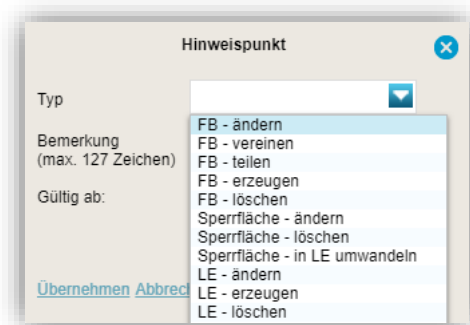 Hinweispunkt
Typ
Bemerkung
(max. 127 Zeichen)
Gültig ab:
FB - ändern
FB - vereinen
FB - teilen
FB - erzeugen
FB - löschen
Sperrfläche - ändern
Sperrfläche - löschen
Sperrfläche - in LE umwandeln
LE - ändern
LE - erzeugen
LE - löschen
Übernehmen Abbrec